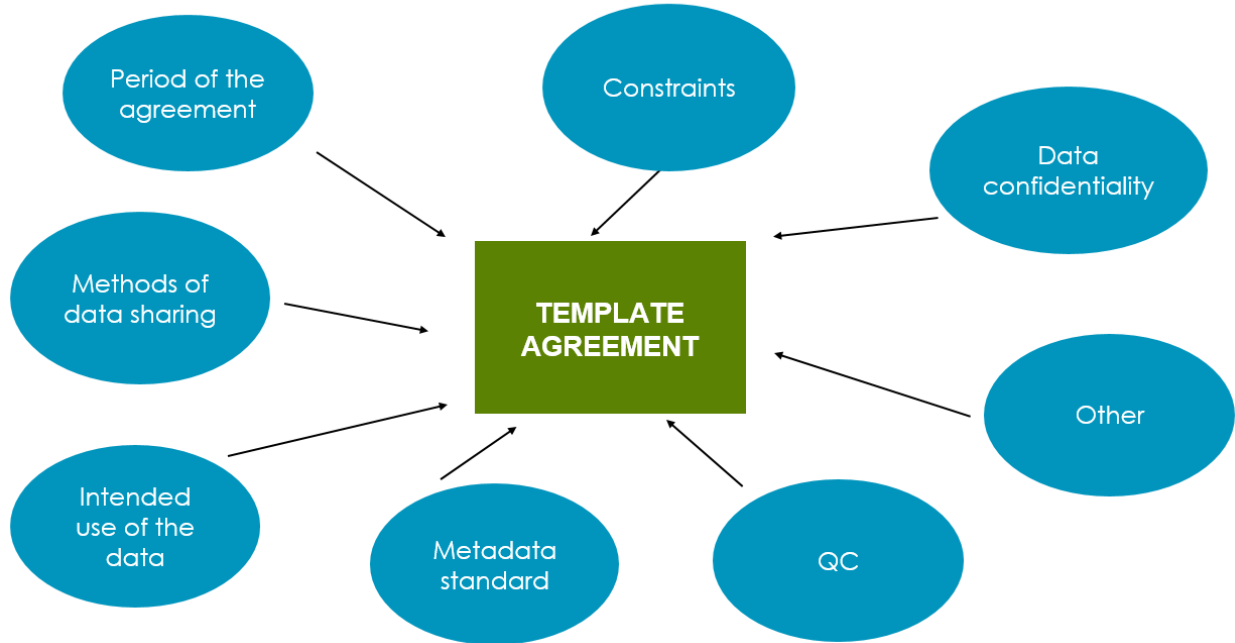 Period of the
agreement
Constraints
Data
confidentiality
Methods of
data sharing
TEMPLATE
AGREEMENT
Other
Intended
use of the
data
Metadata
standard
QC